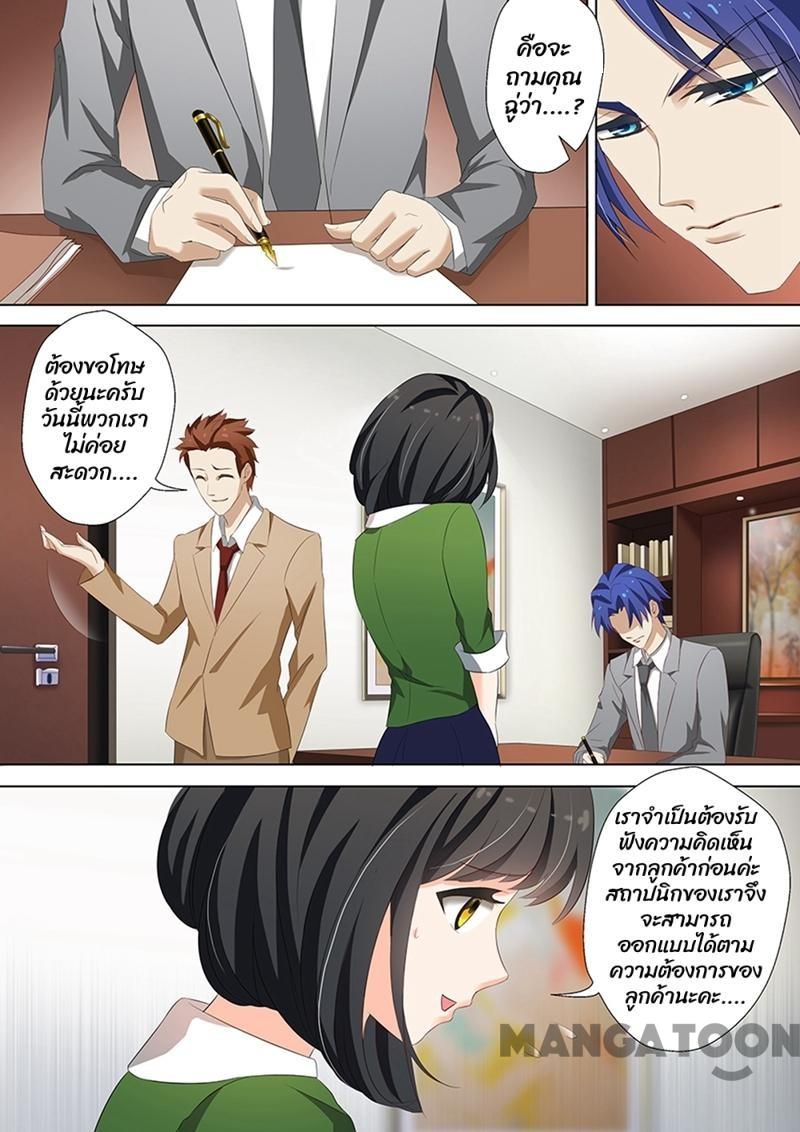 คือจะ
ถามคุณ
ฉู่ว่า....?
ต้องขอโทษ
ด้วยนะครับ
วันนี้พวกเรา
ไม่ค่อย
สะดวก....
เราจำเป็นต้องรับ
ฟังความคิดเห็น
จากลูกค้าก่อนค่ะ
สถาปนิกของเราจึง
จะสามารถ
ออกแบบได้ตาม
ความต้องการของ
ลูกค้านะคะ....
MANGATOON